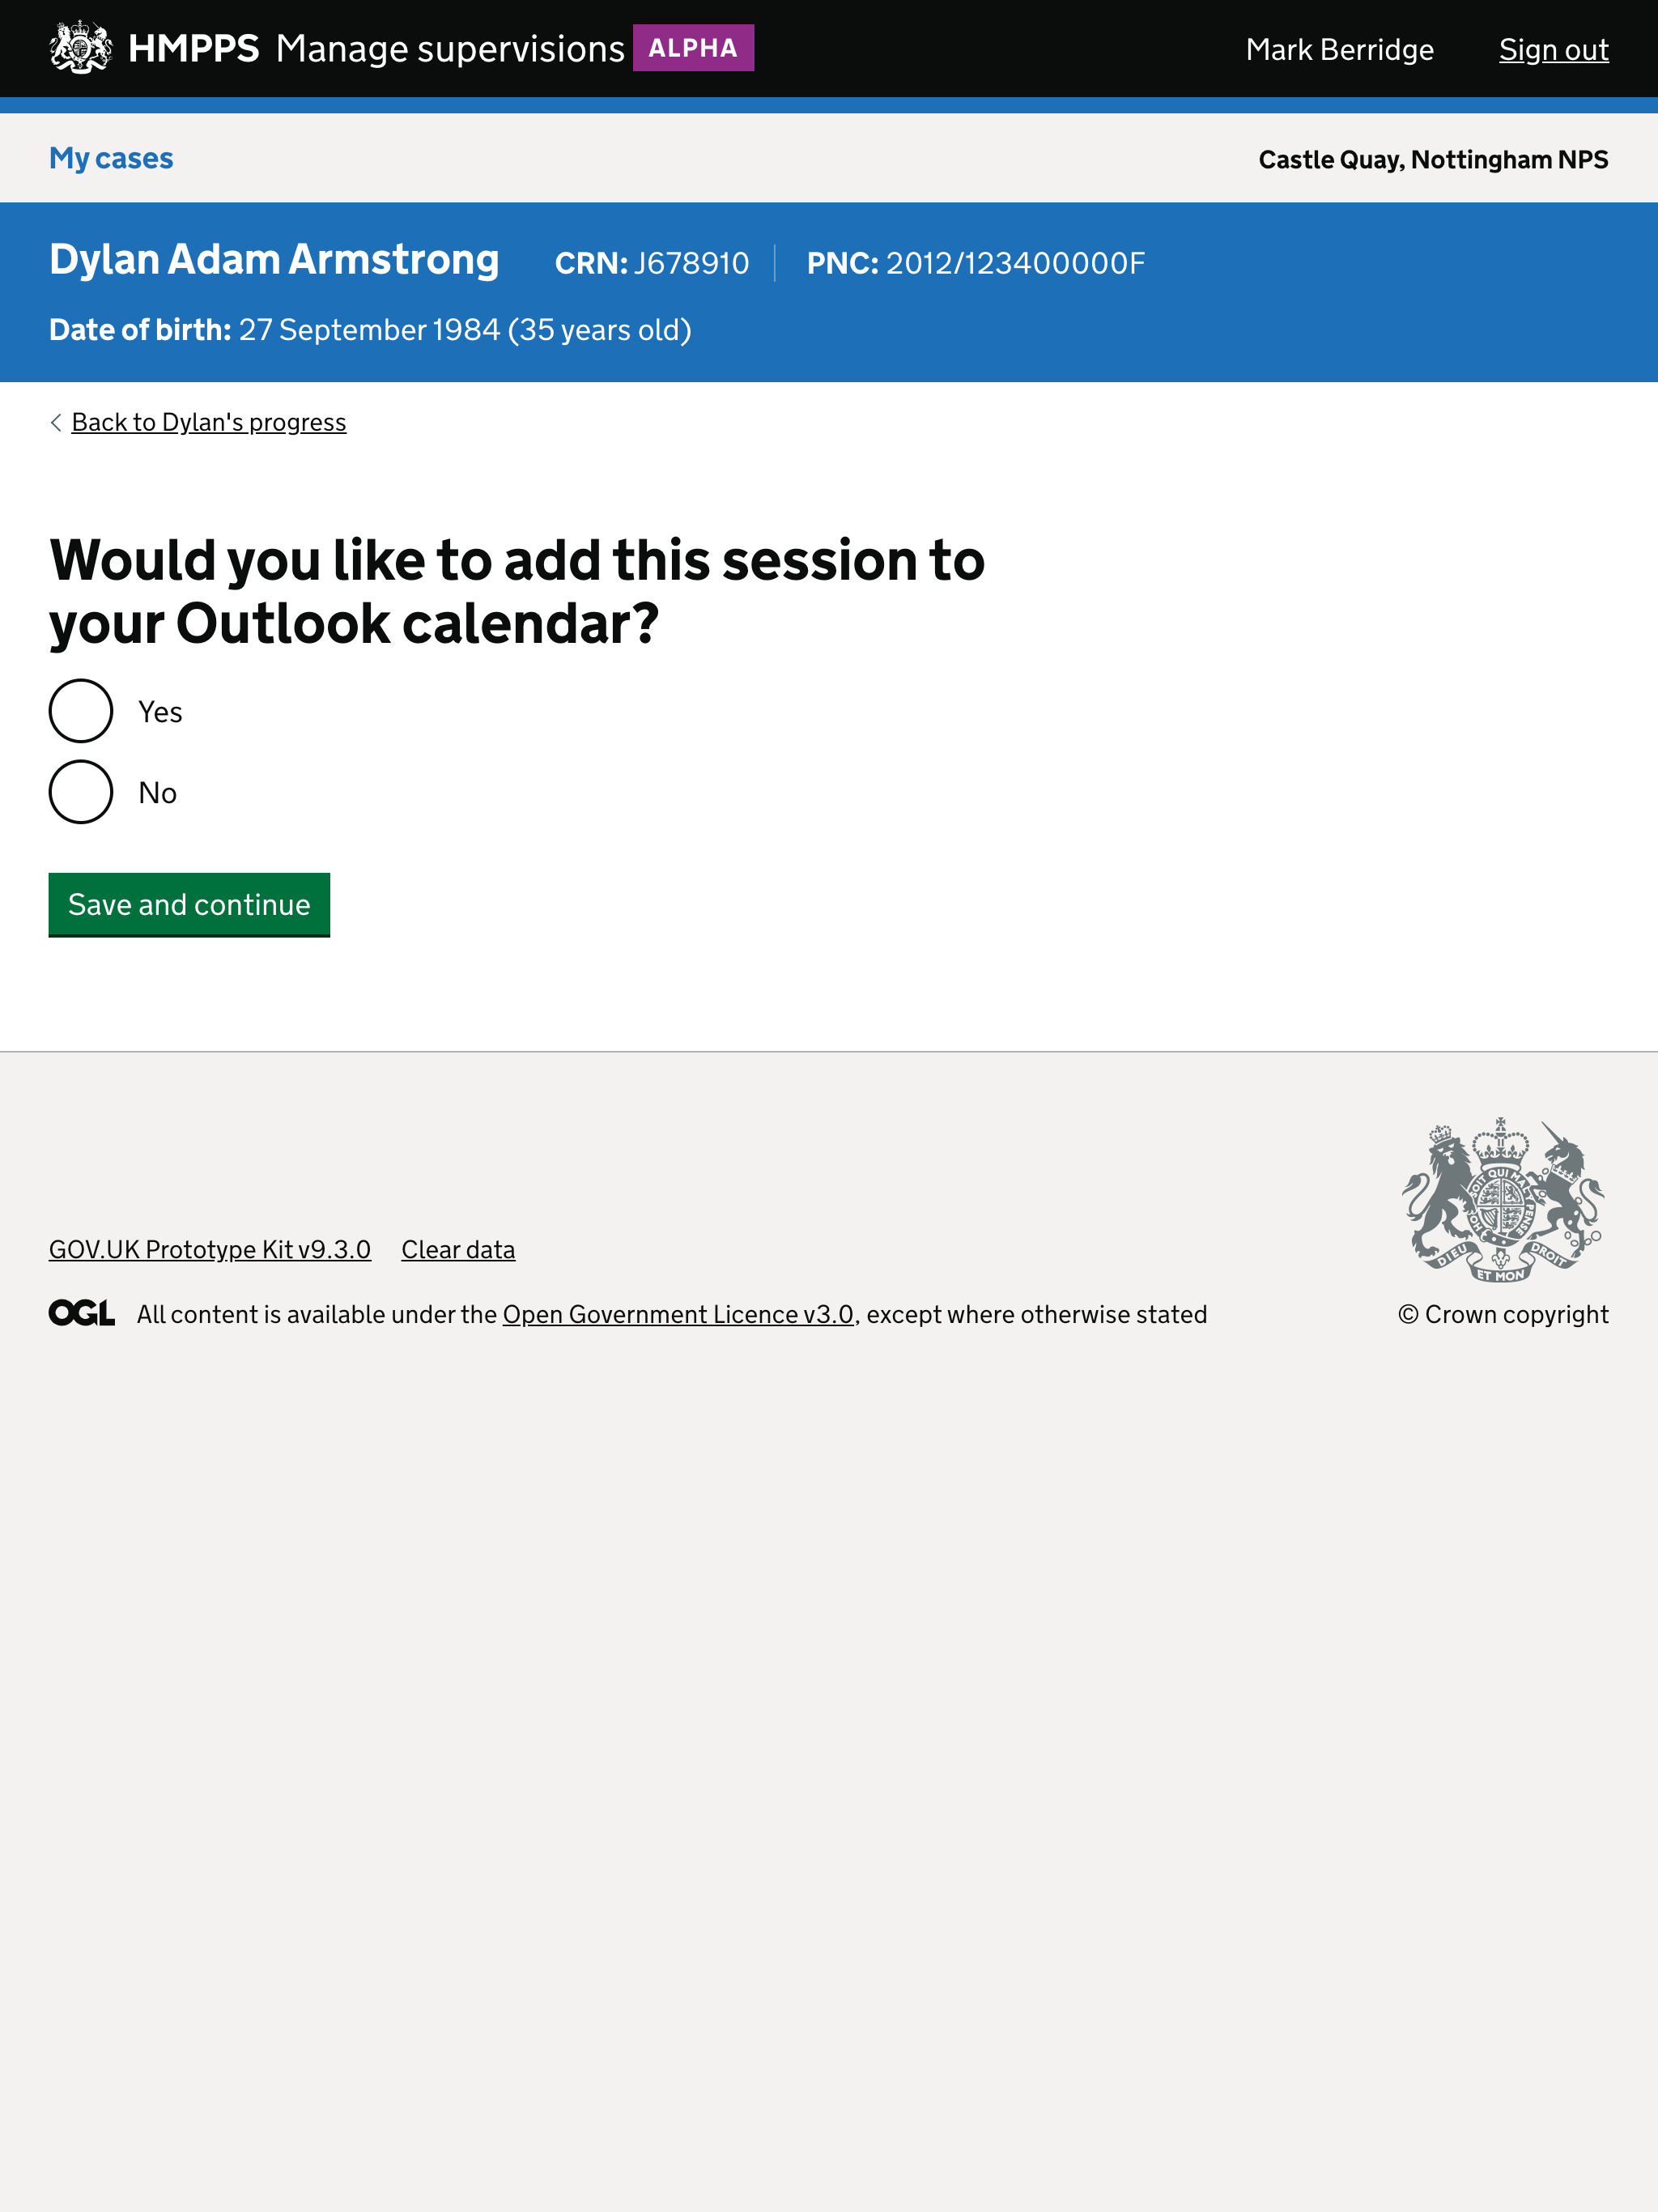 HMPPS Manage supervisions ALPHA
Mark Berridge Sign out
My cases
Castle Quay, Nottingham NPS
Dylan Adam Armstrong CRN: J678910 PNC: 2012/123400000F
Date of birth: 27 September 1984 (35 years old)
Back to Dylan's progress
Would you like to add this session to
your Outlook calendar?
Yes
No
Save and continue
GOV.UK Prototype Kit v9.3.0 Clear data
OGL All content is available under the Open Government Licence v3.0, except where otherwise stated
SOIT QUI MAL
PENSE
HON
DIEU ET MON DROIT
© Crown copyright